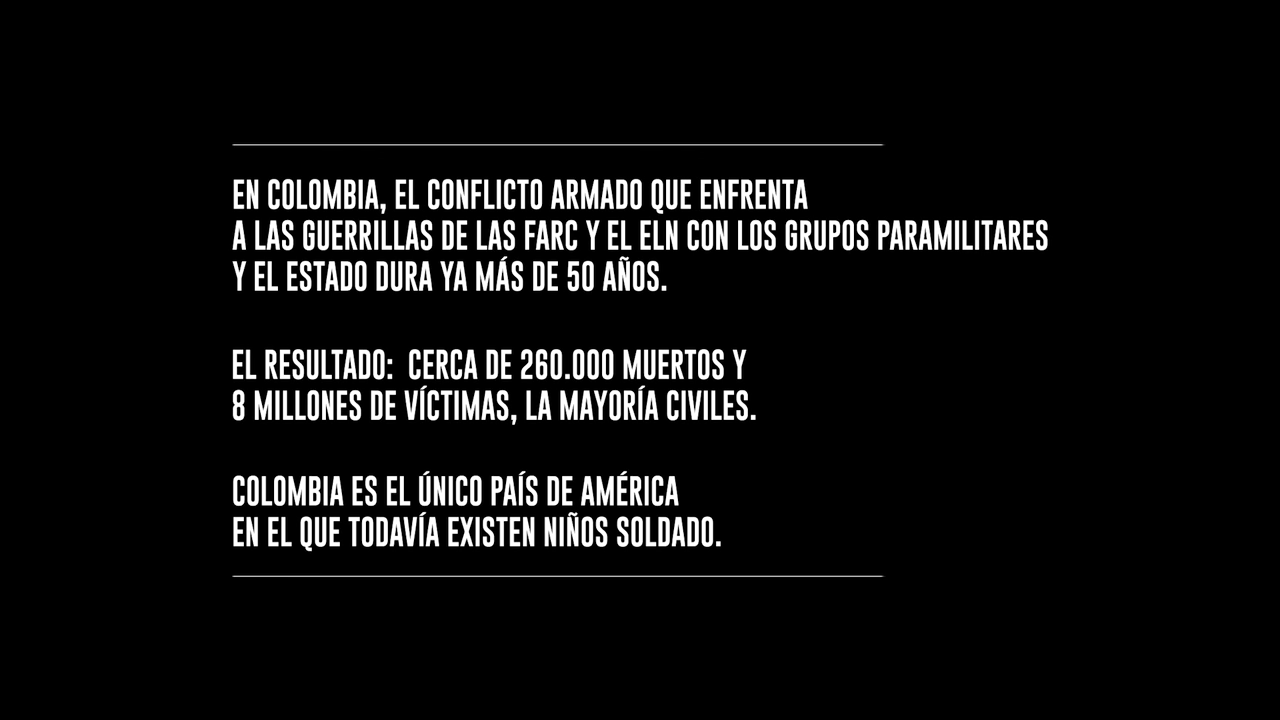 EN COLOMBIA, EL CONFLICTO ARMADO QUE ENFRENTA
A LAS GUERRILLAS DE LAS FARC Y EL ELN CON LOS GRUPOS PARAMILITARES
Y EL ESTADO DURA YA MÁS DE 50 AÑOS.
EL RESULTADO:  CERCA DE 260.000 MUERTOS Y
8 MILLONES DE VÍCTIMAS, LA MAYORÍA CIVILES.
COLOMBIA ES EL ÚNICO PAÍS DE AMÉRICA
EN EL QUE TODAVÍA EXISTEN NIÑOS SOLDADO.